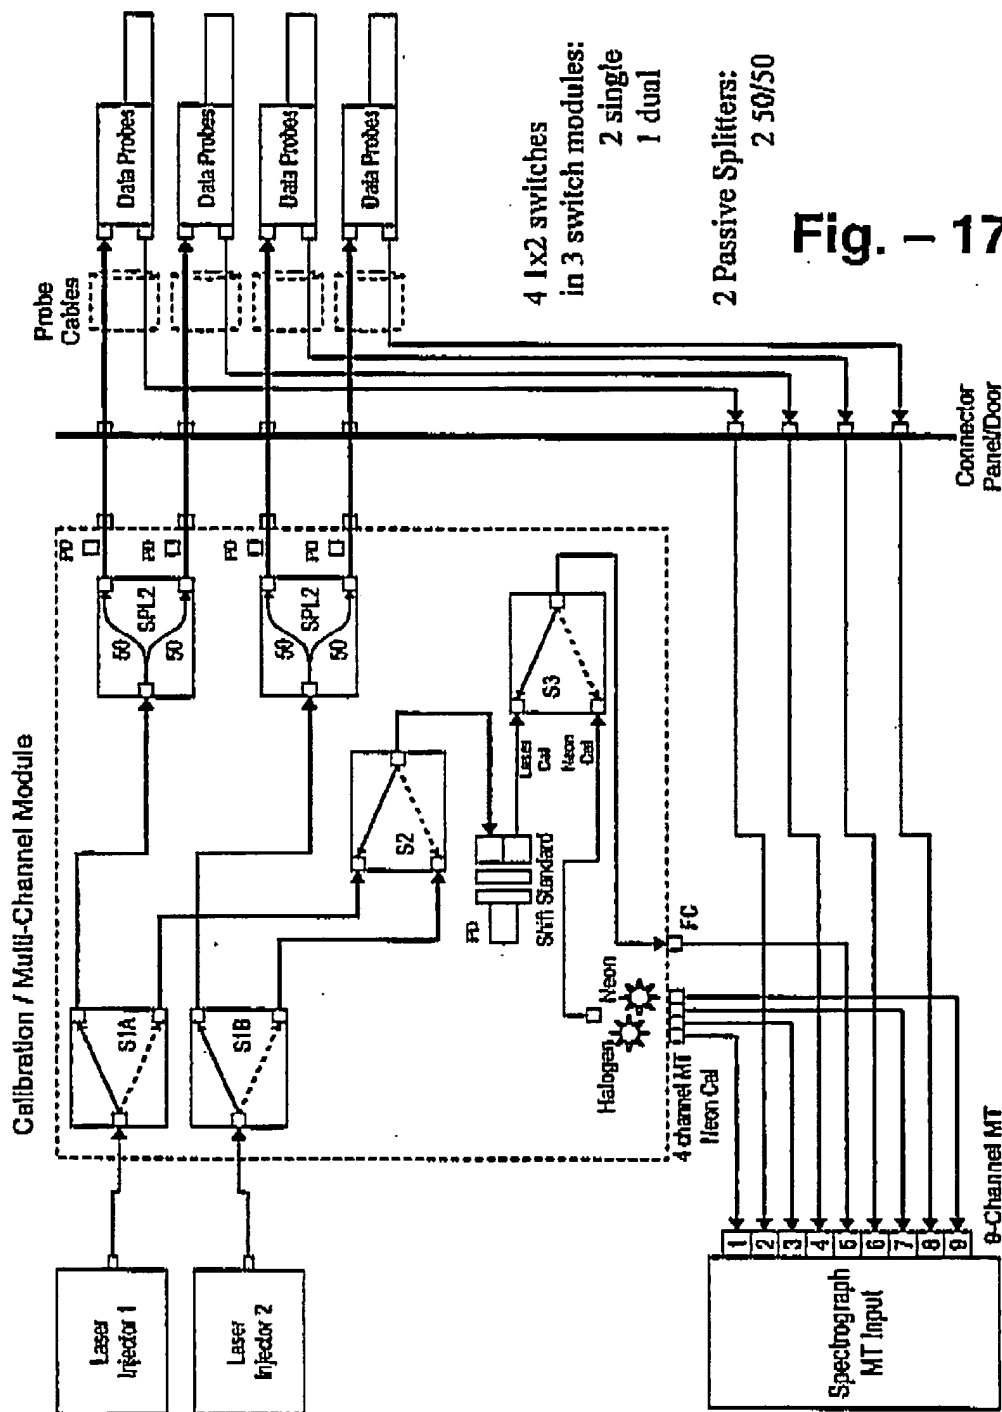 Calibration / Multi-Channel Module
Laser
Injector 1
Laser
Injector 2
S1A
S1B
S2
S3
50
SPL2
50
50
SPL2
50
PD
PD
PD
PD
Probe
Cables
Data Probes
Data Probes
Data Probes
Data Probes
Laser
Cal
Neon
Cal
PD
Shift Standard
Halogen
Neon
FC
4 channel MT
Neon Cal
Connector
Panel/Door
Spectrograph
MT Input
1
2
3
4
5
6
7
8
9
9-Channel MT
4 1x2 switches
in 3 switch modules:
2 single
1 dual
2 Passive Splitters:
2 50/50
Fig. – 17